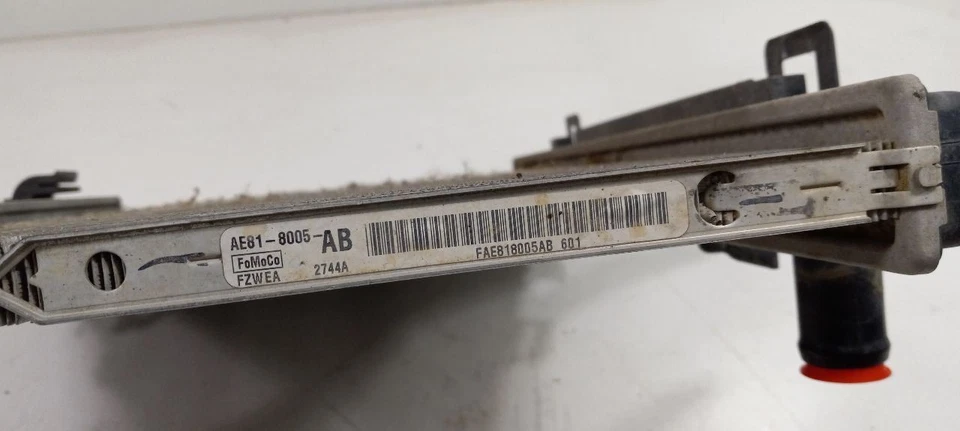 AE81-8005-AB
FoMoCo
FZWEA 2744A
FAE818005AB 601